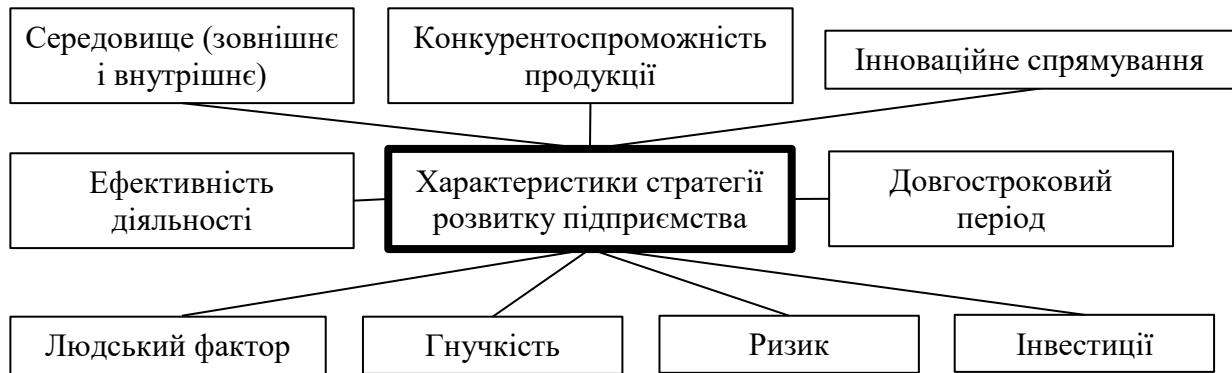 Середовище (зовнішнє
і внутрішнє)
Конкурентоспроможність
продукції
Інноваційне спрямування
Ефективність
діяльності
Характеристики стратегії
розвитку підприємства
Довгостроковий
період
Людський фактор
Гнучкість
Ризик
Інвестиції